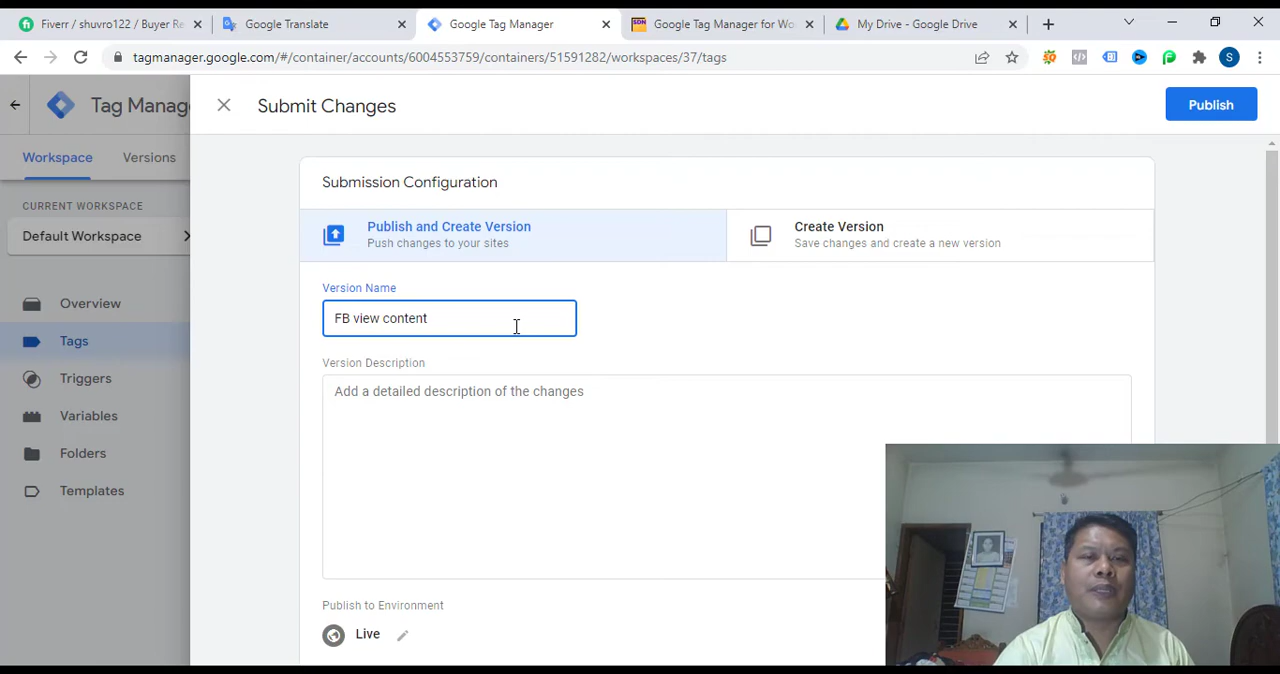 Fiverr / shuvro122 / Buyer Re
Google Translate
Google Tag Manager
SDN
Google Tag Manager for Wo
My Drive - Google Drive
tagmanager.google.com/#/container/accounts/6004553759/containers/51591282/workspaces/37/tags
S
Tag Manag
Submit Changes
Publish
Workspace
Versions
CURRENT WORKSPACE
Default Workspace
Overview
Tags
Triggers
Variables
Folders
Templates
Submission Configuration
Publish and Create Version
Push changes to your sites
Create Version
Save changes and create a new version
Version Name
FB view content
Version Description
Add a detailed description of the changes
Publish to Environment
Live